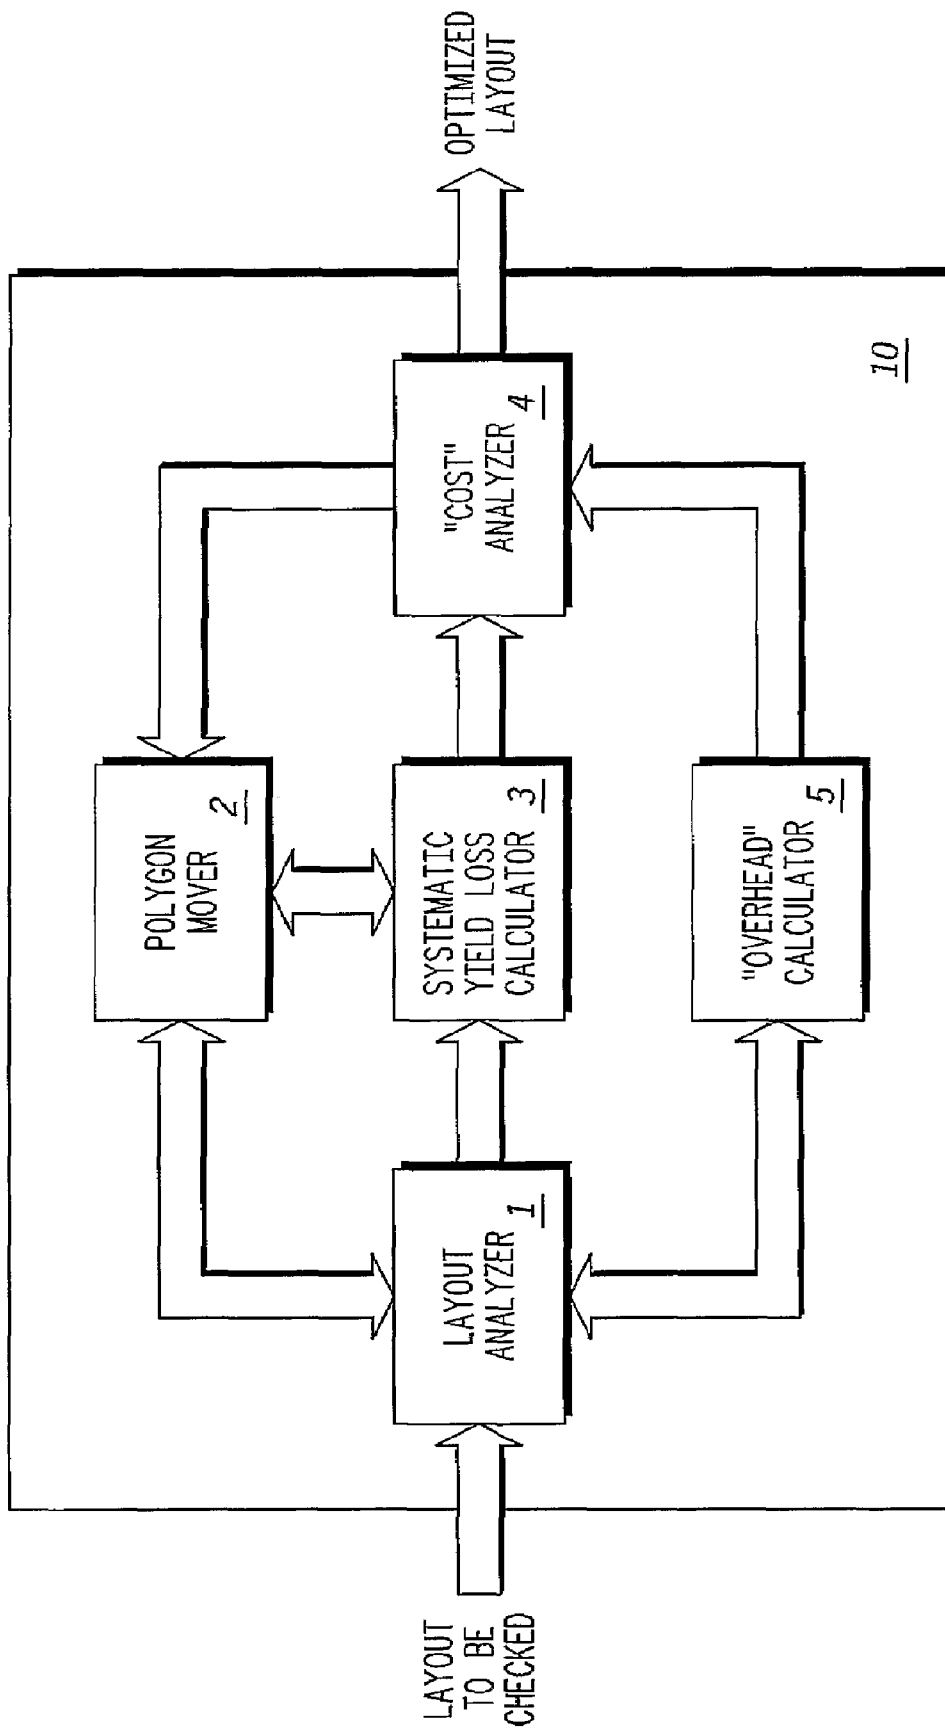 LAYOUT
TO BE
CHECKED
LAYOUT
ANALYZER
1
POLYGON
MOVER
2
SYSTEMATIC
YIELD LOSS
CALCULATOR
3
"OVERHEAD"
CALCULATOR
5
"COST"
ANALYZER
4
OPTIMIZED
LAYOUT
10